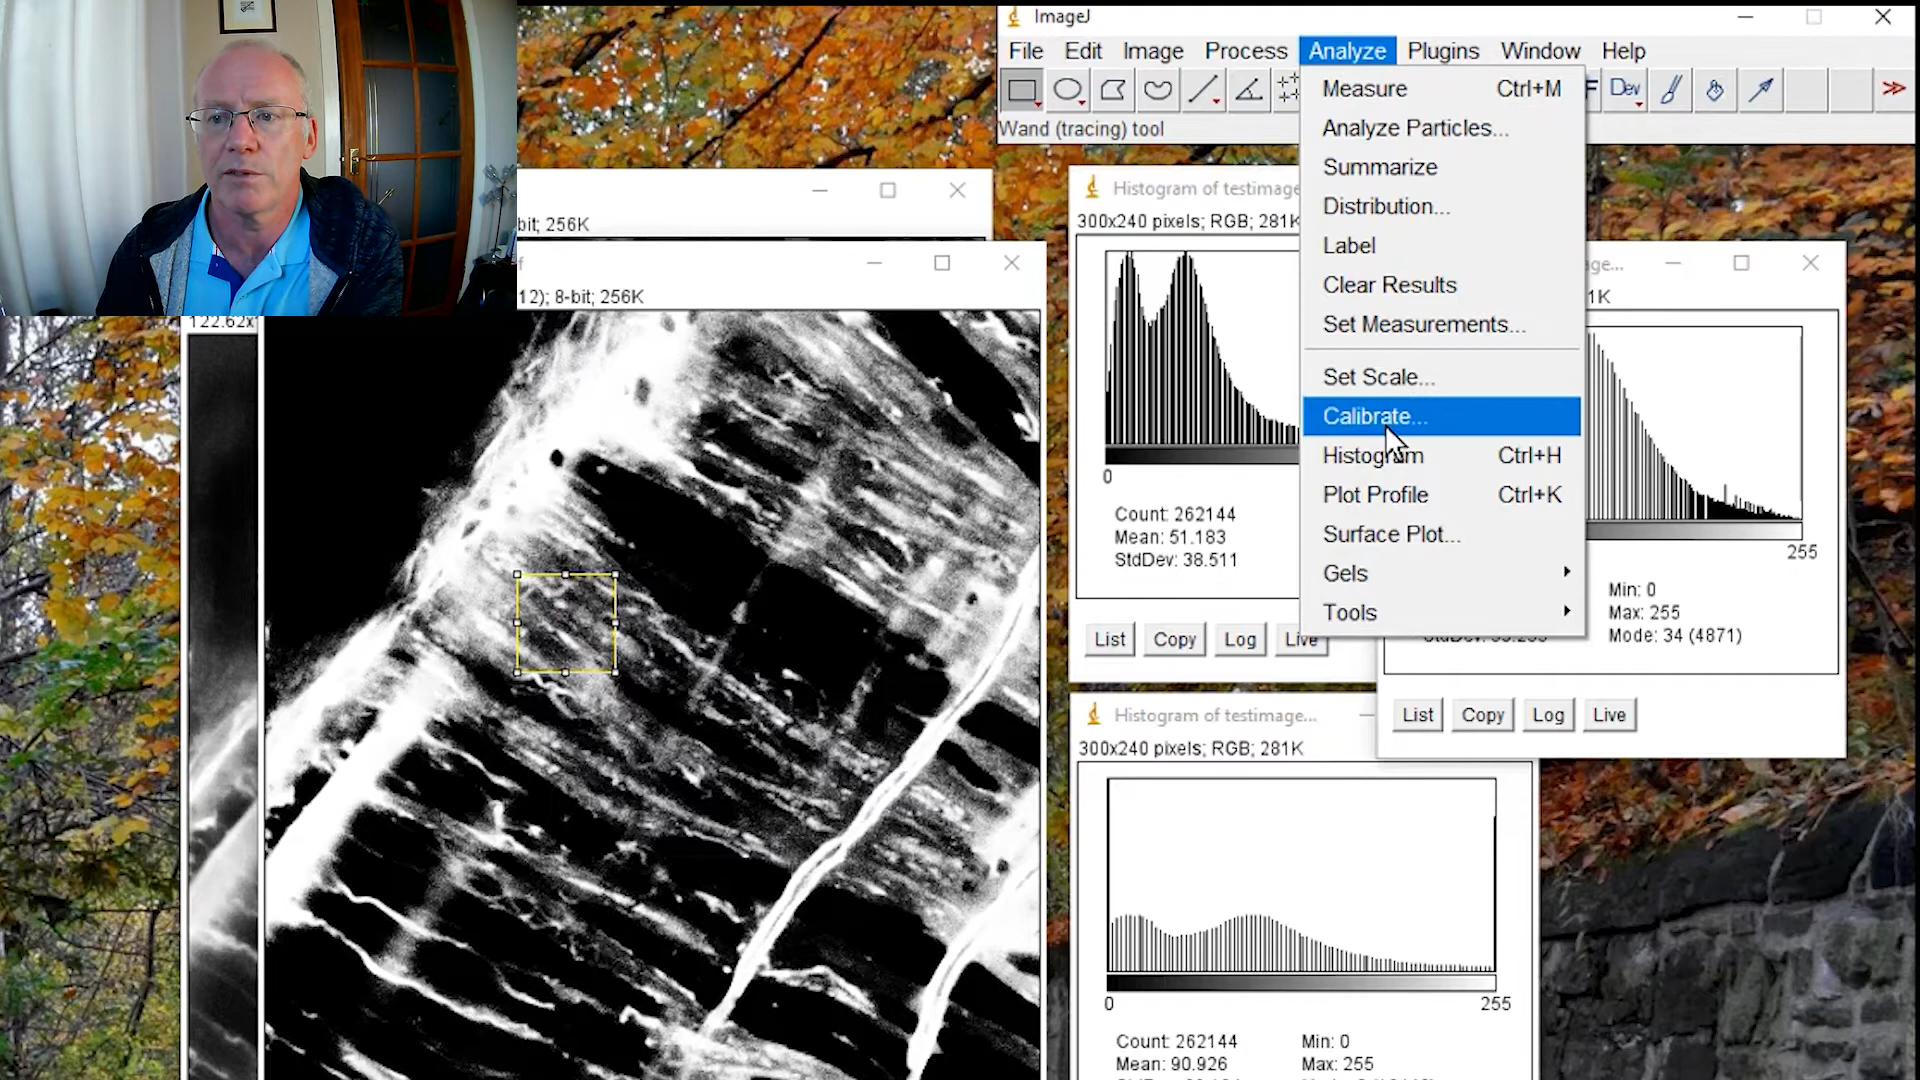 ImageJ
File Edit Image Process Analyze Plugins Window Help
Dev
Wand (tracing) tool
Measure Ctrl+M
Analyze Particles...
Summarize
Distribution...
Label
Clear Results
Set Measurements...
Set Scale...
Calibrate...
Histogram Ctrl+H
Plot Profile Ctrl+K
Surface Plot...
Gels
Tools
bit; 256K
12); 8-bit; 256K
Histogram of testimage
300x240 pixels; RGB; 281K
0
Count: 262144
Mean: 51.183
StdDev: 38.511
List Copy Log Live
ge...
1K
255
Min: 0
Max: 255
Mode: 34 (4871)
List Copy Log Live
Histogram of testimage...
300x240 pixels; RGB; 281K
0 255
Count: 262144 Min: 0
Mean: 90.926 Max: 255